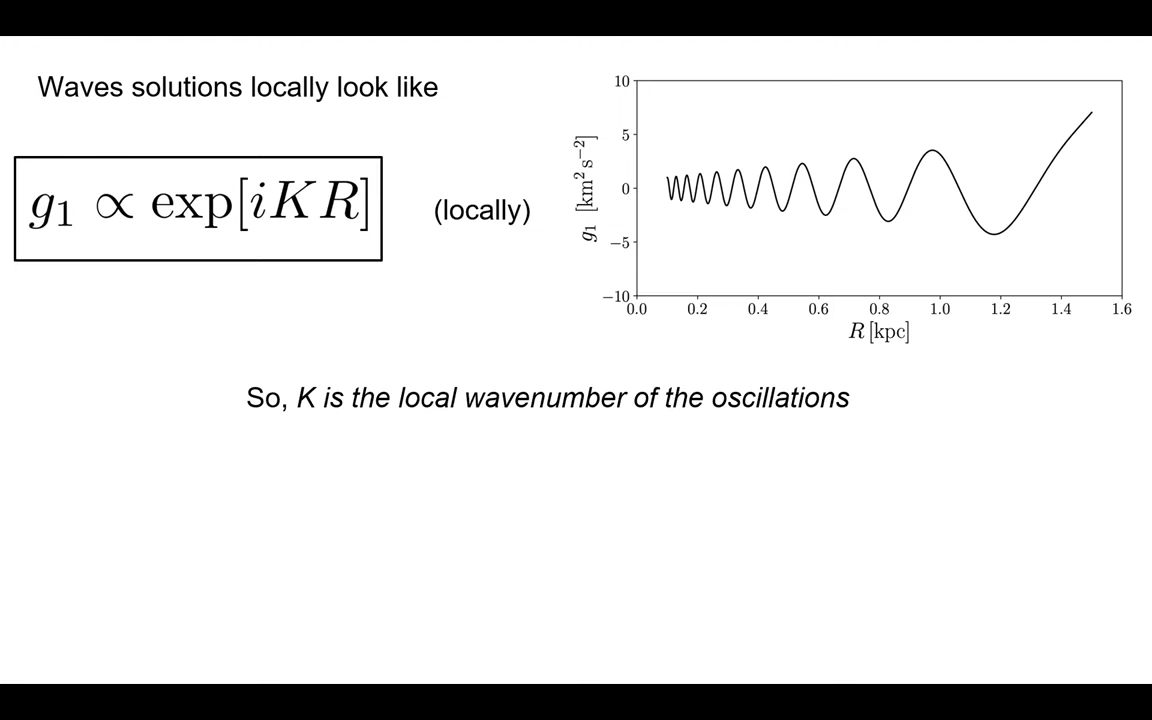 Waves solutions locally look like
g₁ ∝ exp[iKR]
(locally)
10
5
0
−5
−10
g₁ [km² s⁻²]
0.0 0.2 0.4 0.6 0.8 1.0 1.2 1.4 1.6
R [kpc]
So, K is the local wavenumber of the oscillations